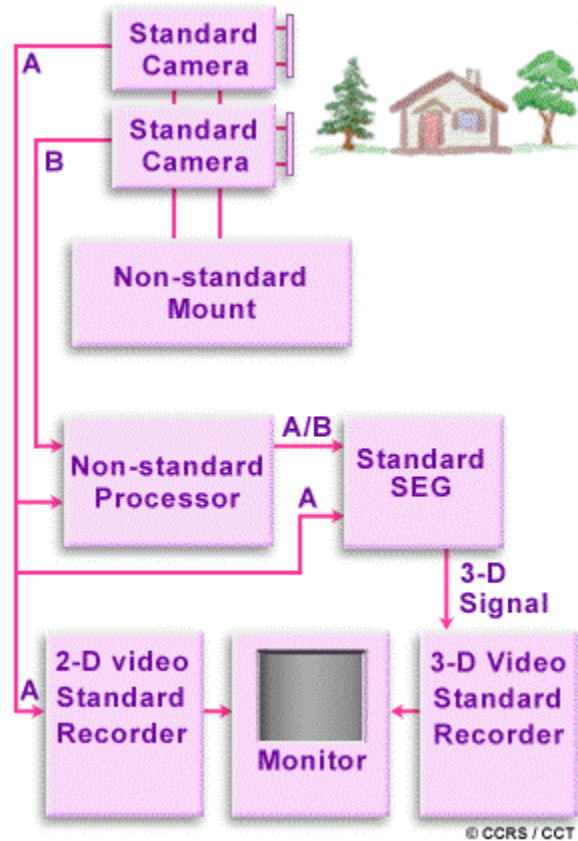 Standard
Camera
A
Standard
Camera
B
Non-standard
Mount
A/B
Non-standard
Processor
Standard
SEG
A
3-D
Signal
A
2-D video
Standard
Recorder
Monitor
3-D Video
Standard
Recorder
© CCRS / CCT